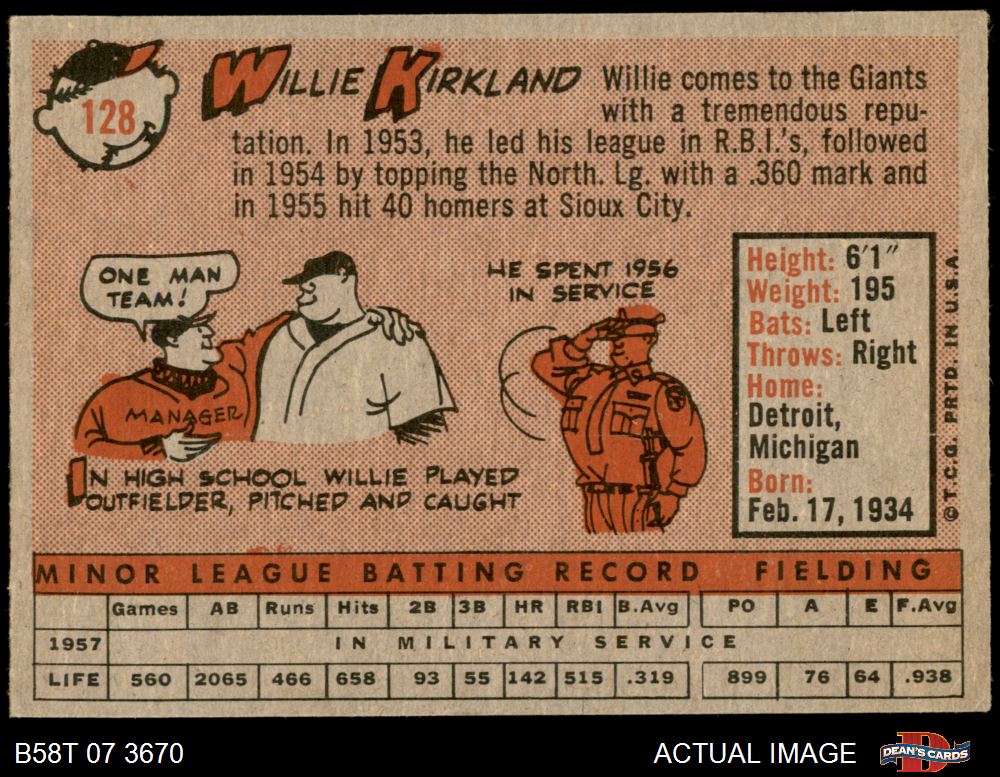 128
WILLIE KIRKLAND
Willie comes to the Giants
with a tremendous repu-
tation. In 1953, he led his league in R.B.I.'s, followed
in 1954 by topping the North. Lg. with a .360 mark and
in 1955 hit 40 homers at Sioux City.
ONE MAN
TEAM!
MANAGER
IN HIGH SCHOOL WILLIE PLAYED
OUTFIELDER, PITCHED AND CAUGHT
HE SPENT 1956
IN SERVICE
Height: 6'1"
Weight: 195
Bats: Left
Throws: Right
Home:
Detroit,
Michigan
Born:
Feb. 17, 1934
©T.C.G. PRTD. IN U.S.A.
MINOR LEAGUE BATTING RECORD FIELDING
Games AB Runs Hits 2B 3B HR RBI B.Avg PO A E F.Avg
1957 IN MILITARY SERVICE
LIFE 560 2065 466 658 93 55 142 515 .319 899 76 64 .938
B58T 07 3670
ACTUAL IMAGE
DEAN'S CARDS